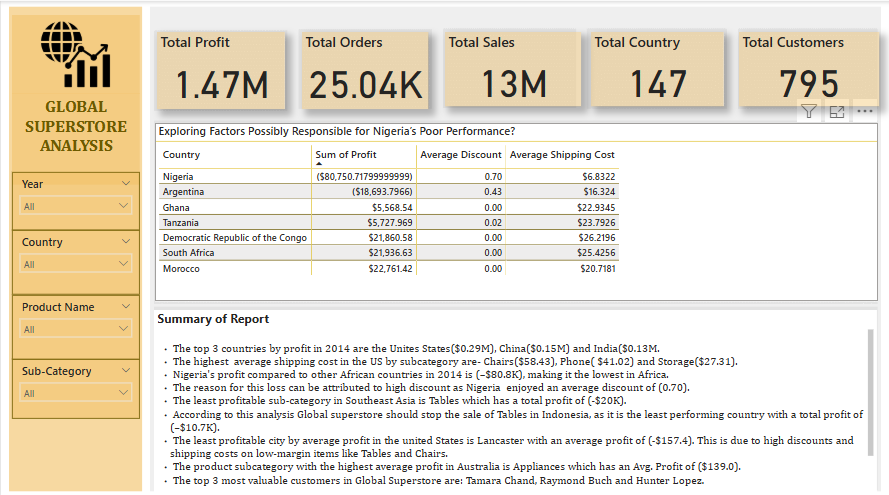 GLOBAL
SUPERSTORE
ANALYSIS
Year
All
Country
All
Product Name
All
Sub-Category
All
Total Profit
1.47M
Total Orders
25.04K
Total Sales
13M
Total Country
147
Total Customers
795
Exploring Factors Possibly Responsible for Nigeria's Poor Performance?
Country Sum of Profit Average Discount Average Shipping Cost
Nigeria ($80,750.71799999999) 0.70 $6.8322
Argentina ($18,693.7966) 0.43 $16.324
Ghana $5,568.54 0.00 $22.9345
Tanzania $5,727.969 0.02 $23.7926
Democratic Republic of the Congo $21,860.58 0.00 $26.2196
South Africa $21,936.63 0.00 $25.4256
Morocco $22,761.42 0.00 $20.7181
Summary of Report
· The top 3 countries by profit in 2014 are the Unites States($0.29M), China($0.15M) and India($0.13M.
· The highest average shipping cost in the US by subcategory are- Chairs($58.43), Phone( $41.02) and Storage($27.31).
· Nigeria's profit compared to other African countries in 2014 is (-$80.8K), making it the lowest in Africa.
· The reason for this loss can be attributed to high discount as Nigeria enjoyed an average discount of (0.70).
· The least profitable sub-category in Southeast Asia is Tables which has a total profit of (-$20K).
· According to this analysis Global superstore should stop the sale of Tables in Indonesia, as it is the least performing country with a total profit of
(-$10.7K).
· The least profitable city by average profit in the united States is Lancaster with an average profit of (-$157.4). This is due to high discounts and
shipping costs on low-margin items like Tables and Chairs.
· The product subcategory with the highest average profit in Australia is Appliances which has an Avg. Profit of ($139.0).
· The top 3 most valuable customers in Global Superstore are: Tamara Chand, Raymond Buch and Hunter Lopez.